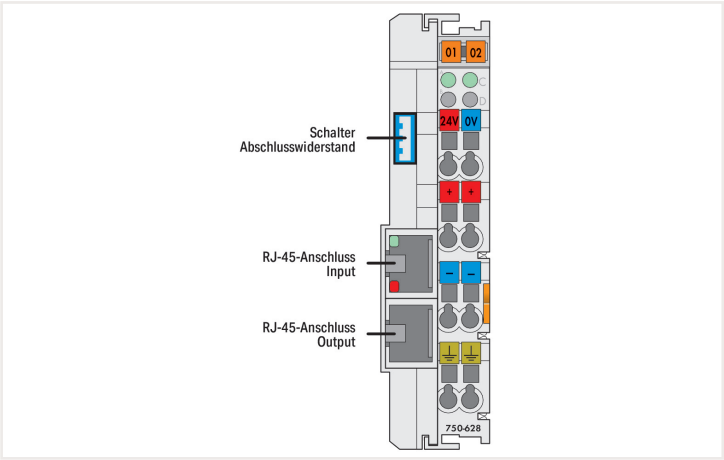 01 02
C
D
24V 0V
Schalter
Abschlusswiderstand
+ +
RJ-45-Anschluss
Input
– –
RJ-45-Anschluss
Output
750-628